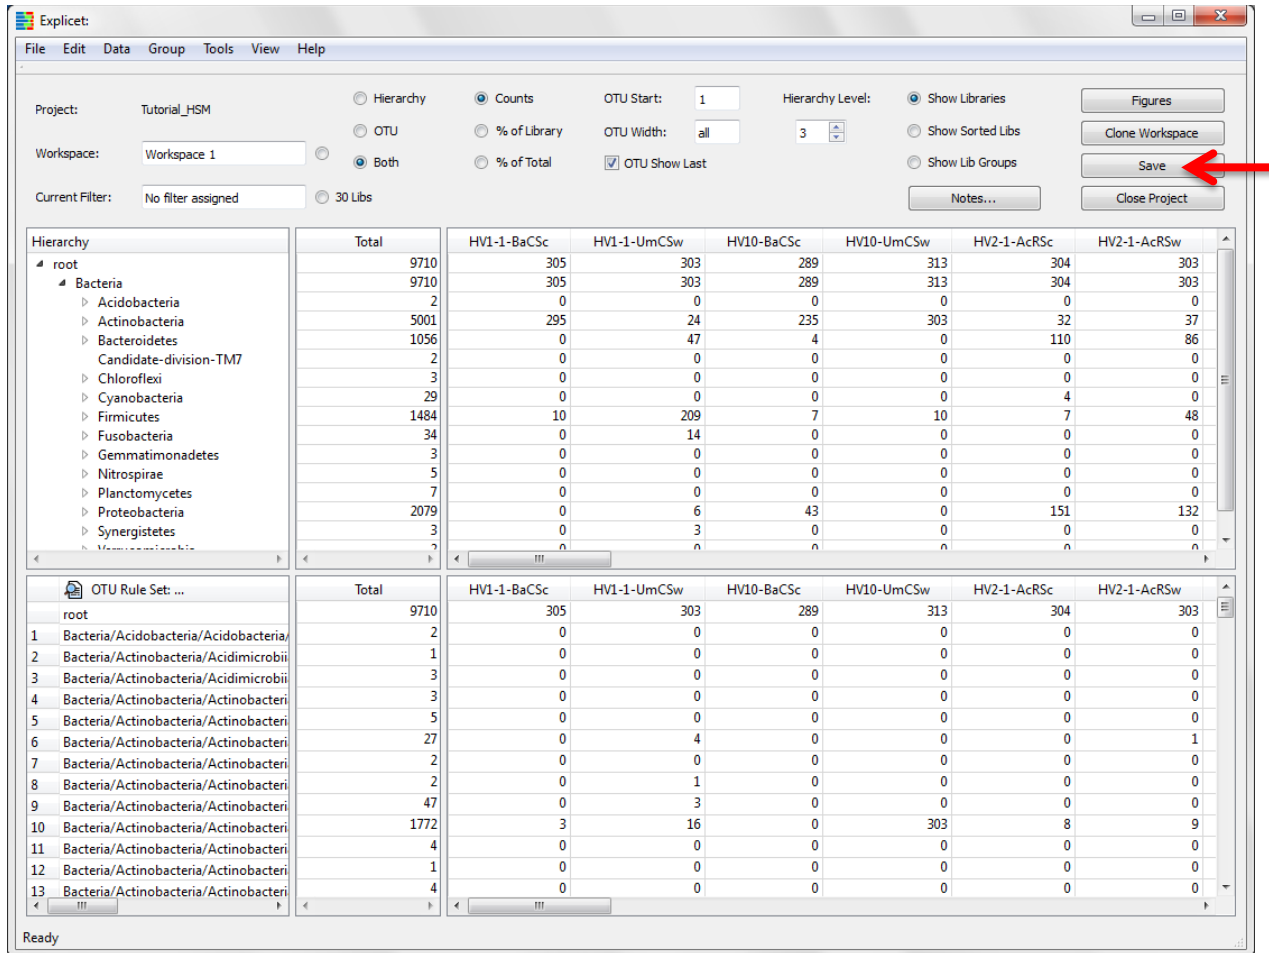 Explicet:
File Edit Data Group Tools View Help
Project: Tutorial_HSM Hierarchy Counts OTU Start: 1 Hierarchy Level: Show Libraries Figures
OTU % of Library OTU Width: all 3 Show Sorted Libs Clone Workspace
Workspace: Workspace 1 Both % of Total OTU Show Last Show Lib Groups Save
Current Filter: No filter assigned 30 Libs Notes... Close Project
Hierarchy Total HV1-1-BaCSc HV1-1-UmCSw HV10-BaCSc HV10-UmCSw HV2-1-AcRSc HV2-1-AcRSw
root 9710 305 303 289 313 304 303
Bacteria 9710 305 303 289 313 304 303
Acidobacteria 2 0 0 0 0 0 0
Actinobacteria 5001 295 24 235 303 32 37
Bacteroidetes 1056 0 47 4 0 110 86
Candidate-division-TM7 2 0 0 0 0 0 0
Chloroflexi 3 0 0 0 0 0 0
Cyanobacteria 29 0 0 0 0 4 0
Firmicutes 1484 10 209 7 10 7 48
Fusobacteria 34 0 14 0 0 0 0
Gemmatimonadetes 3 0 0 0 0 0 0
Nitrospirae 5 0 0 0 0 0 0
Planctomycetes 7 0 0 0 0 0 0
Proteobacteria 2079 0 6 43 0 151 132
Synergistetes 3 0 3 0 0 0 0
OTU Rule Set: ... Total HV1-1-BaCSc HV1-1-UmCSw HV10-BaCSc HV10-UmCSw HV2-1-AcRSc HV2-1-AcRSw
root 9710 305 303 289 313 304 303
1 Bacteria/Acidobacteria/Acidobacteria/ 2 0 0 0 0 0 0
2 Bacteria/Actinobacteria/Acidimicrobii 1 0 0 0 0 0 0
3 Bacteria/Actinobacteria/Acidimicrobii 3 0 0 0 0 0 0
4 Bacteria/Actinobacteria/Actinobacteri 3 0 0 0 0 0 0
5 Bacteria/Actinobacteria/Actinobacteri 5 0 0 0 0 0 0
6 Bacteria/Actinobacteria/Actinobacteri 27 0 4 0 0 0 1
7 Bacteria/Actinobacteria/Actinobacteri 2 0 0 0 0 0 0
8 Bacteria/Actinobacteria/Actinobacteri 2 0 1 0 0 0 0
9 Bacteria/Actinobacteria/Actinobacteri 47 0 3 0 0 0 0
10 Bacteria/Actinobacteria/Actinobacteri 1772 3 16 0 303 8 9
11 Bacteria/Actinobacteria/Actinobacteri 4 0 0 0 0 0 0
12 Bacteria/Actinobacteria/Actinobacteri 1 0 0 0 0 0 0
13 Bacteria/Actinobacteria/Actinobacteri 4 0 0 0 0 0 0
Ready